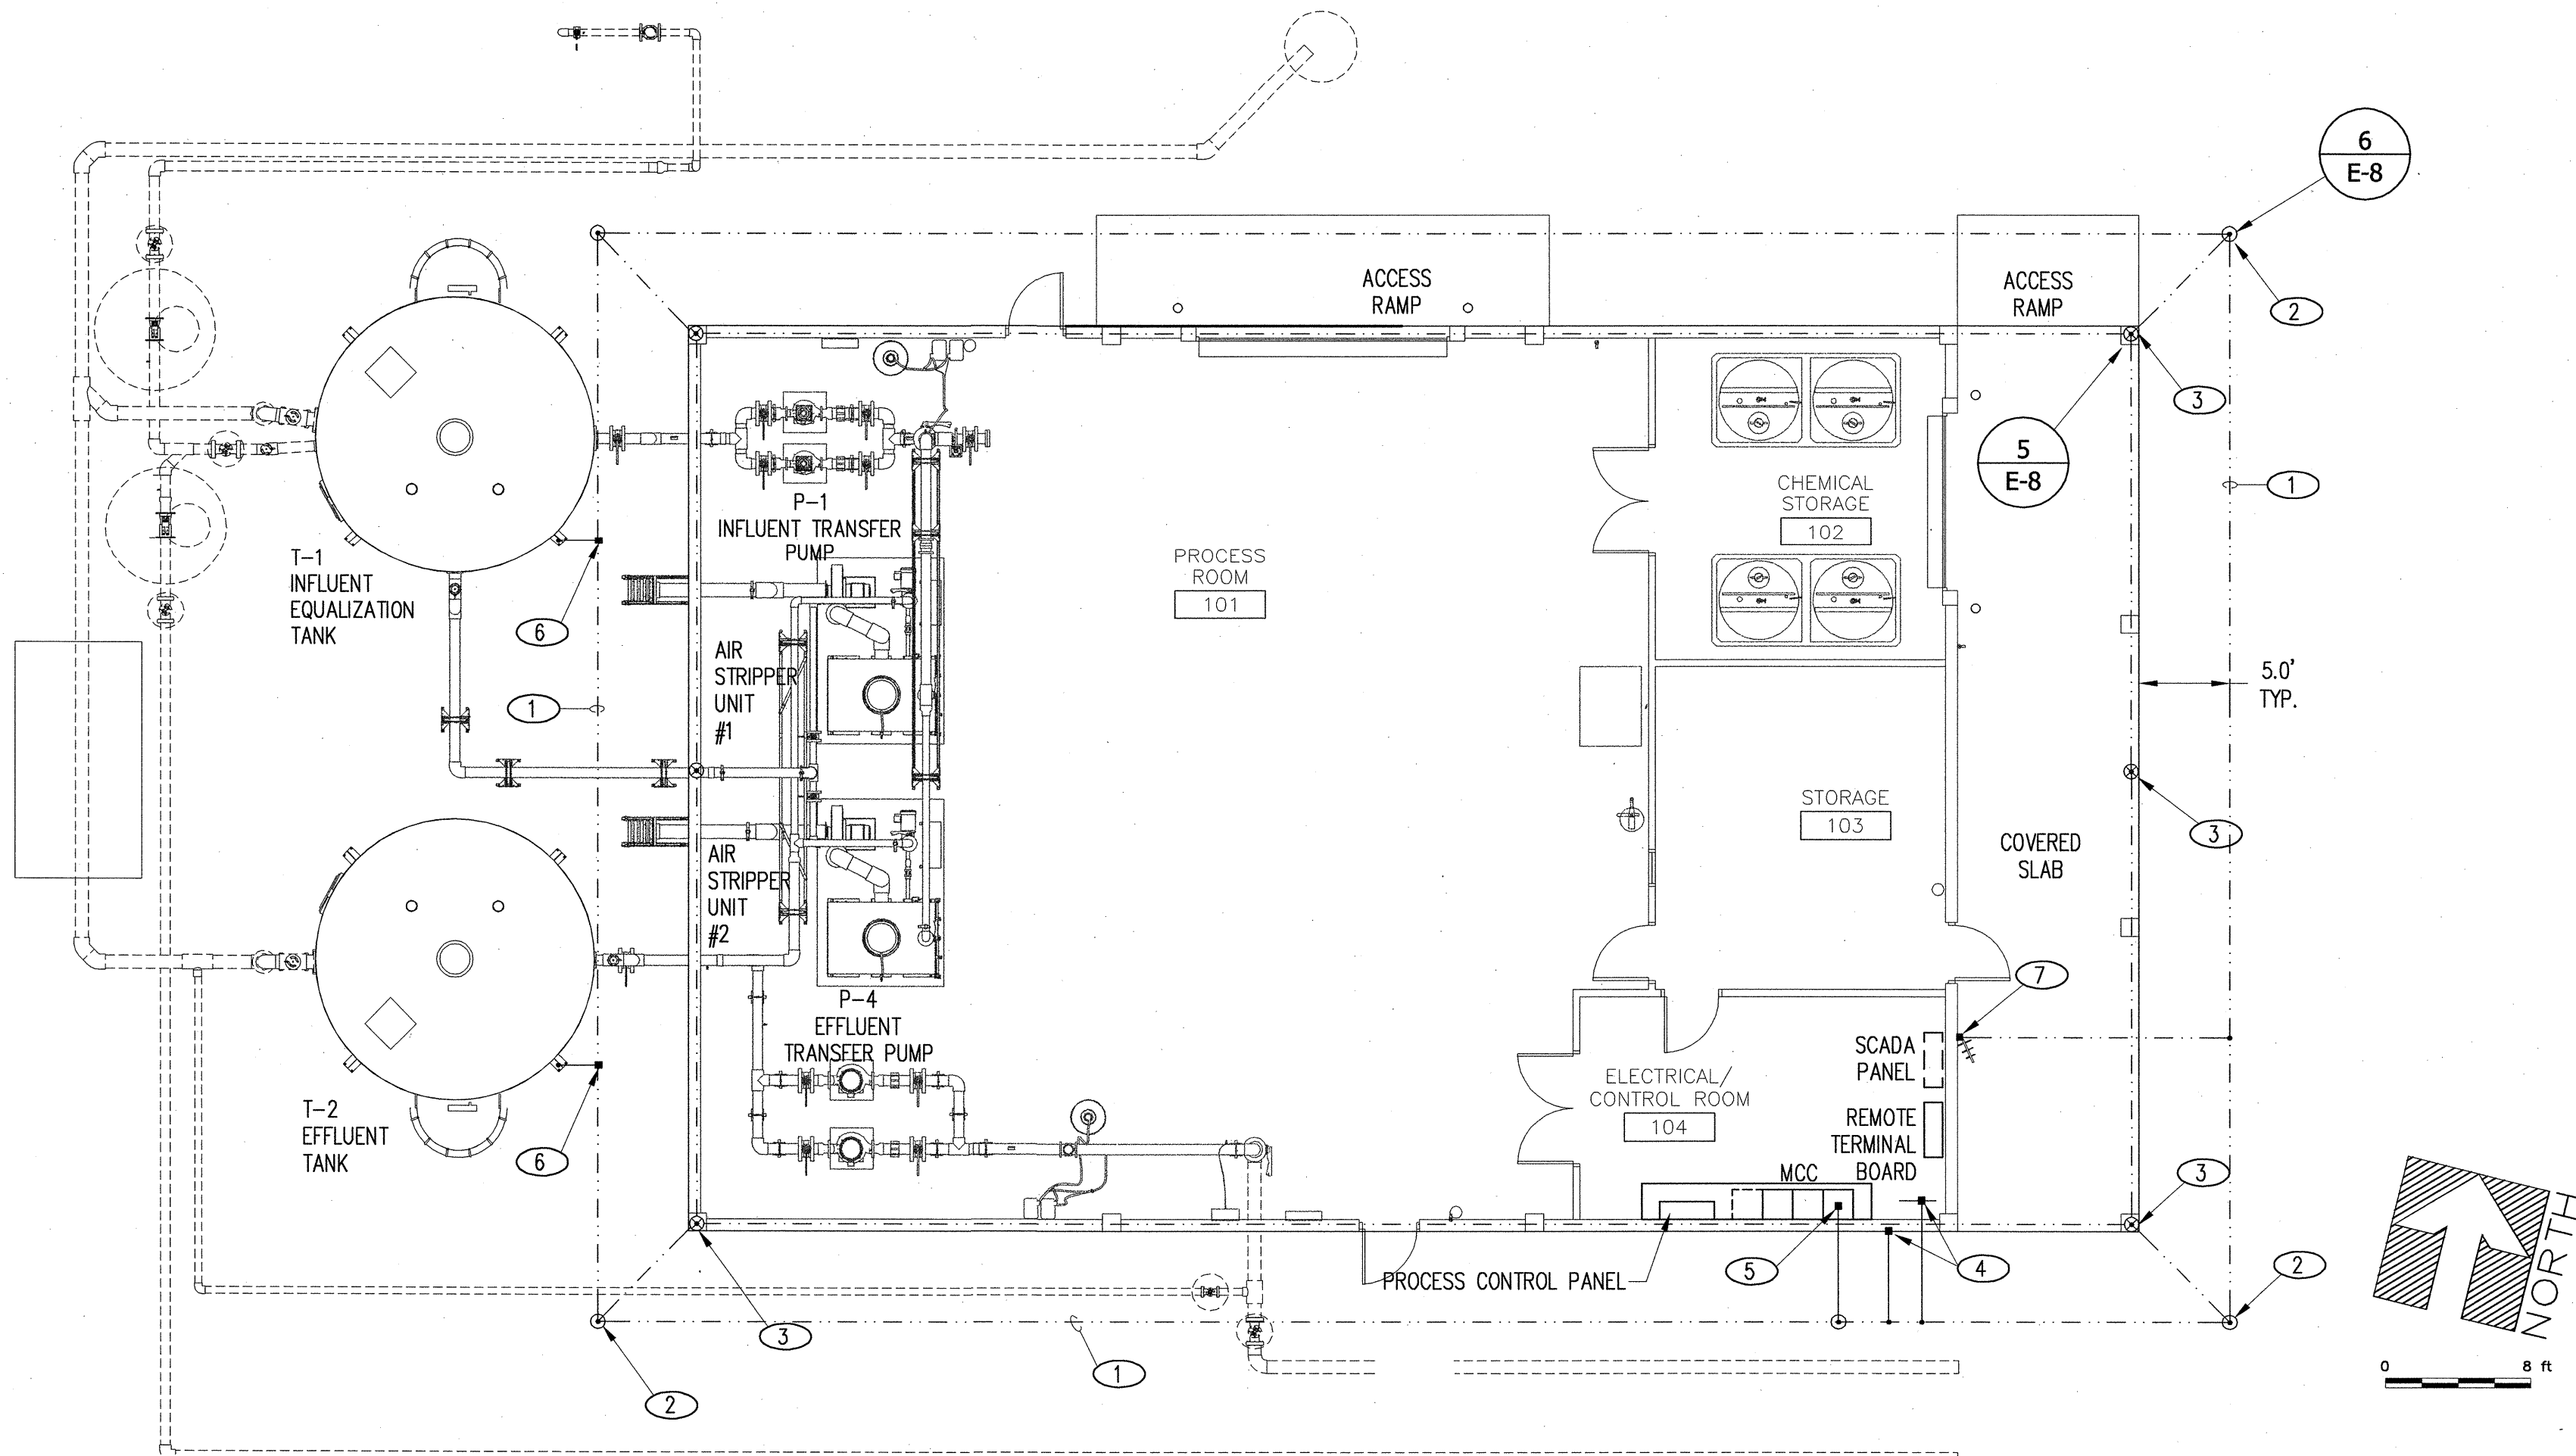 6
E-8
ACCESS
RAMP
ACCESS
RAMP
2
3
5
E-8
1
P-1
INFLUENT TRANSFER
PUMP
CHEMICAL
STORAGE
102
PROCESS
ROOM
101
T-1
INFLUENT
EQUALIZATION
TANK
6
AIR
STRIPPER
UNIT
#1
1
5.0'
TYP.
STORAGE
103
3
COVERED
SLAB
AIR
STRIPPER
UNIT
#2
7
P-4
EFFLUENT
TRANSFER PUMP
SCADA
PANEL
ELECTRICAL/
CONTROL ROOM
104
REMOTE
TERMINAL
BOARD
T-2
EFFLUENT
TANK
6
MCC
3
NORTH
PROCESS CONTROL PANEL
5
4
2
3
1
2
0 8 ft